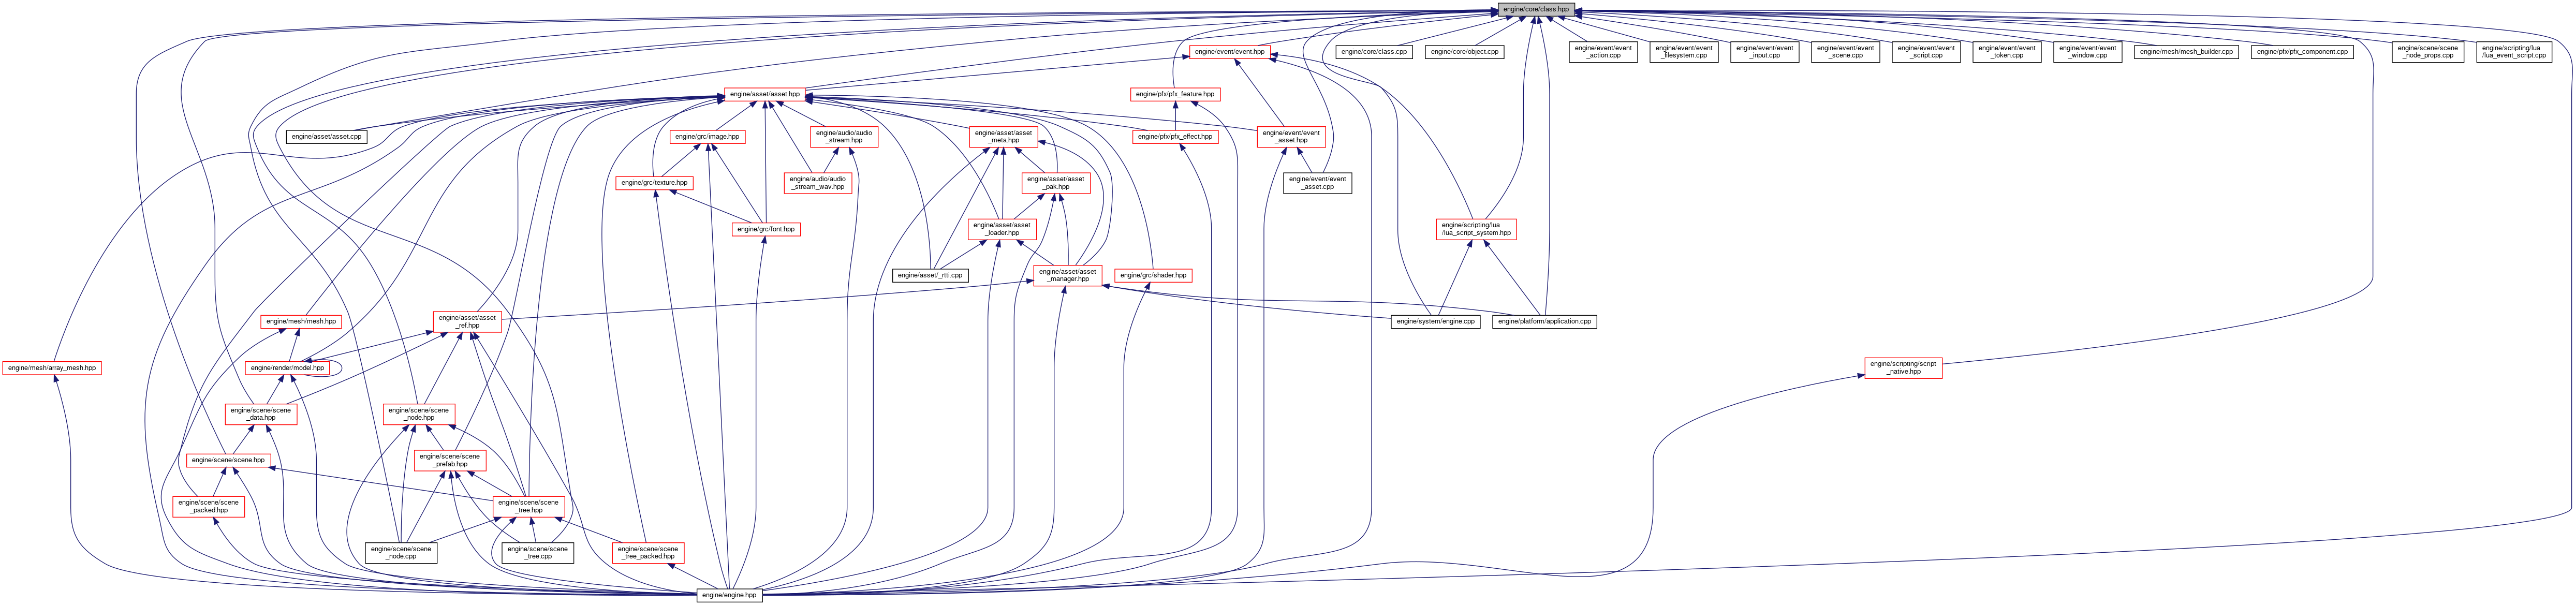 engine/core/class.hpp
engine/event/event.hpp
engine/core/class.cpp
engine/core/object.cpp
engine/event/event
_action.cpp
engine/event/event
_filesystem.cpp
engine/event/event
_input.cpp
engine/event/event
_scene.cpp
engine/event/event
_script.cpp
engine/event/event
_token.cpp
engine/event/event
_window.cpp
engine/mesh/mesh_builder.cpp
engine/pfx/pfx_component.cpp
engine/scene/scene
_node_props.cpp
engine/scripting/lua
/lua_event_script.cpp
engine/asset/asset.hpp
engine/pfx/pfx_feature.hpp
engine/asset/asset.cpp
engine/grc/image.hpp
engine/audio/audio
_stream.hpp
engine/asset/asset
_meta.hpp
engine/pfx/pfx_effect.hpp
engine/event/event
_asset.hpp
engine/grc/texture.hpp
engine/audio/audio
_stream_wav.hpp
engine/asset/asset
_pak.hpp
engine/event/event
_asset.cpp
engine/grc/font.hpp
engine/asset/asset
_loader.hpp
engine/scripting/lua
/lua_script_system.hpp
engine/asset/_rtti.cpp
engine/asset/asset
_manager.hpp
engine/grc/shader.hpp
engine/mesh/mesh.hpp
engine/asset/asset
_ref.hpp
engine/system/engine.cpp
engine/platform/application.cpp
engine/mesh/array_mesh.hpp
engine/render/model.hpp
engine/scripting/script
_native.hpp
engine/scene/scene
_data.hpp
engine/scene/scene
_node.hpp
engine/scene/scene.hpp
engine/scene/scene
_prefab.hpp
engine/scene/scene
_packed.hpp
engine/scene/scene
_tree.hpp
engine/scene/scene
_node.cpp
engine/scene/scene
_tree.cpp
engine/scene/scene
_tree_packed.hpp
engine/engine.hpp